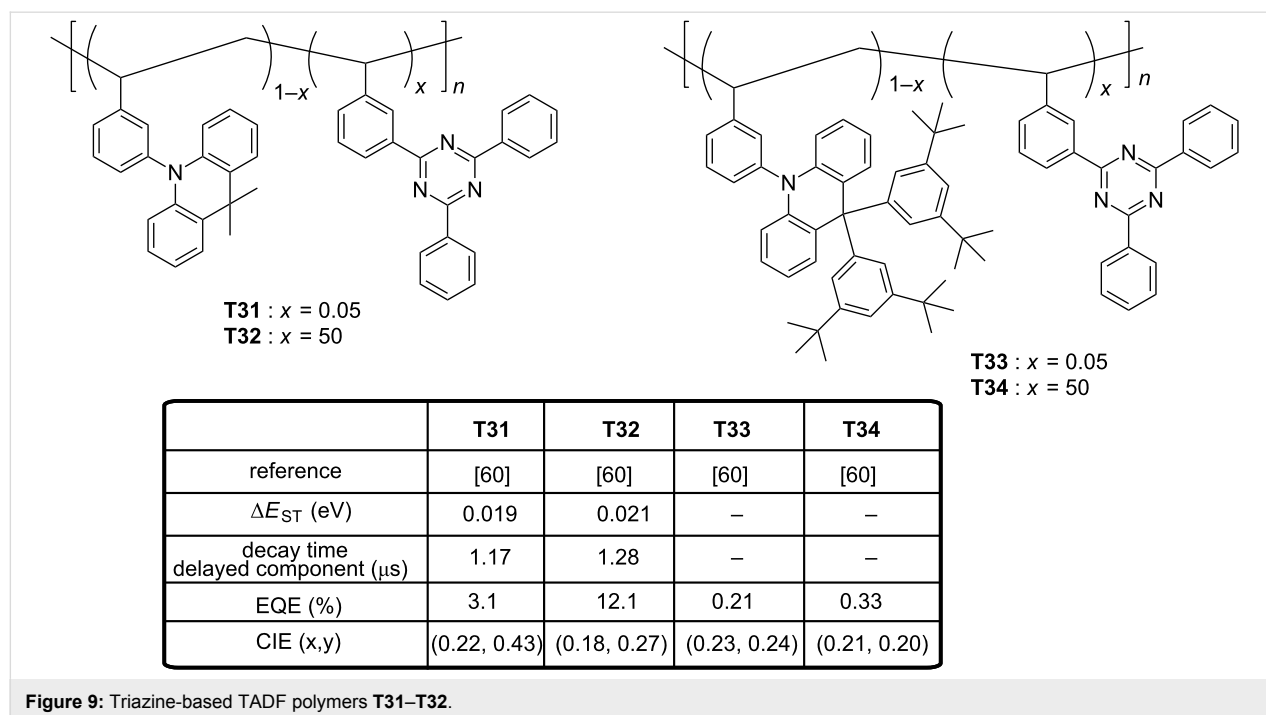 [ ( ) 1–x ( ) x ] n
N
N
N
N
T31 : x = 0.05
T32 : x = 50
[ ( ) 1–x ( ) x ] n
N
N
N
N
T33 : x = 0.05
T34 : x = 50
T31 T32 T33 T34
reference [60] [60] [60] [60]
ΔE_ST (eV) 0.019 0.021 – –
decay time
delayed component (μs) 1.17 1.28 – –
EQE (%) 3.1 12.1 0.21 0.33
CIE (x,y) (0.22, 0.43) (0.18, 0.27) (0.23, 0.24) (0.21, 0.20)
Figure 9: Triazine-based TADF polymers T31–T32.